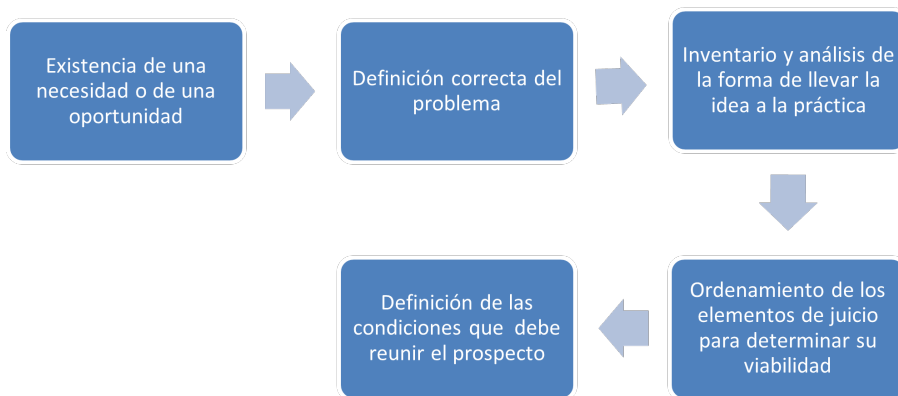 Existencia de una
necesidad o de una
oportunidad
Definición correcta del
problema
Inventario y análisis de
la forma de llevar la
idea a la práctica
Ordenamiento de los
elementos de juicio
para determinar su
viabilidad
Definición de las
condiciones que debe
reunir el prospecto